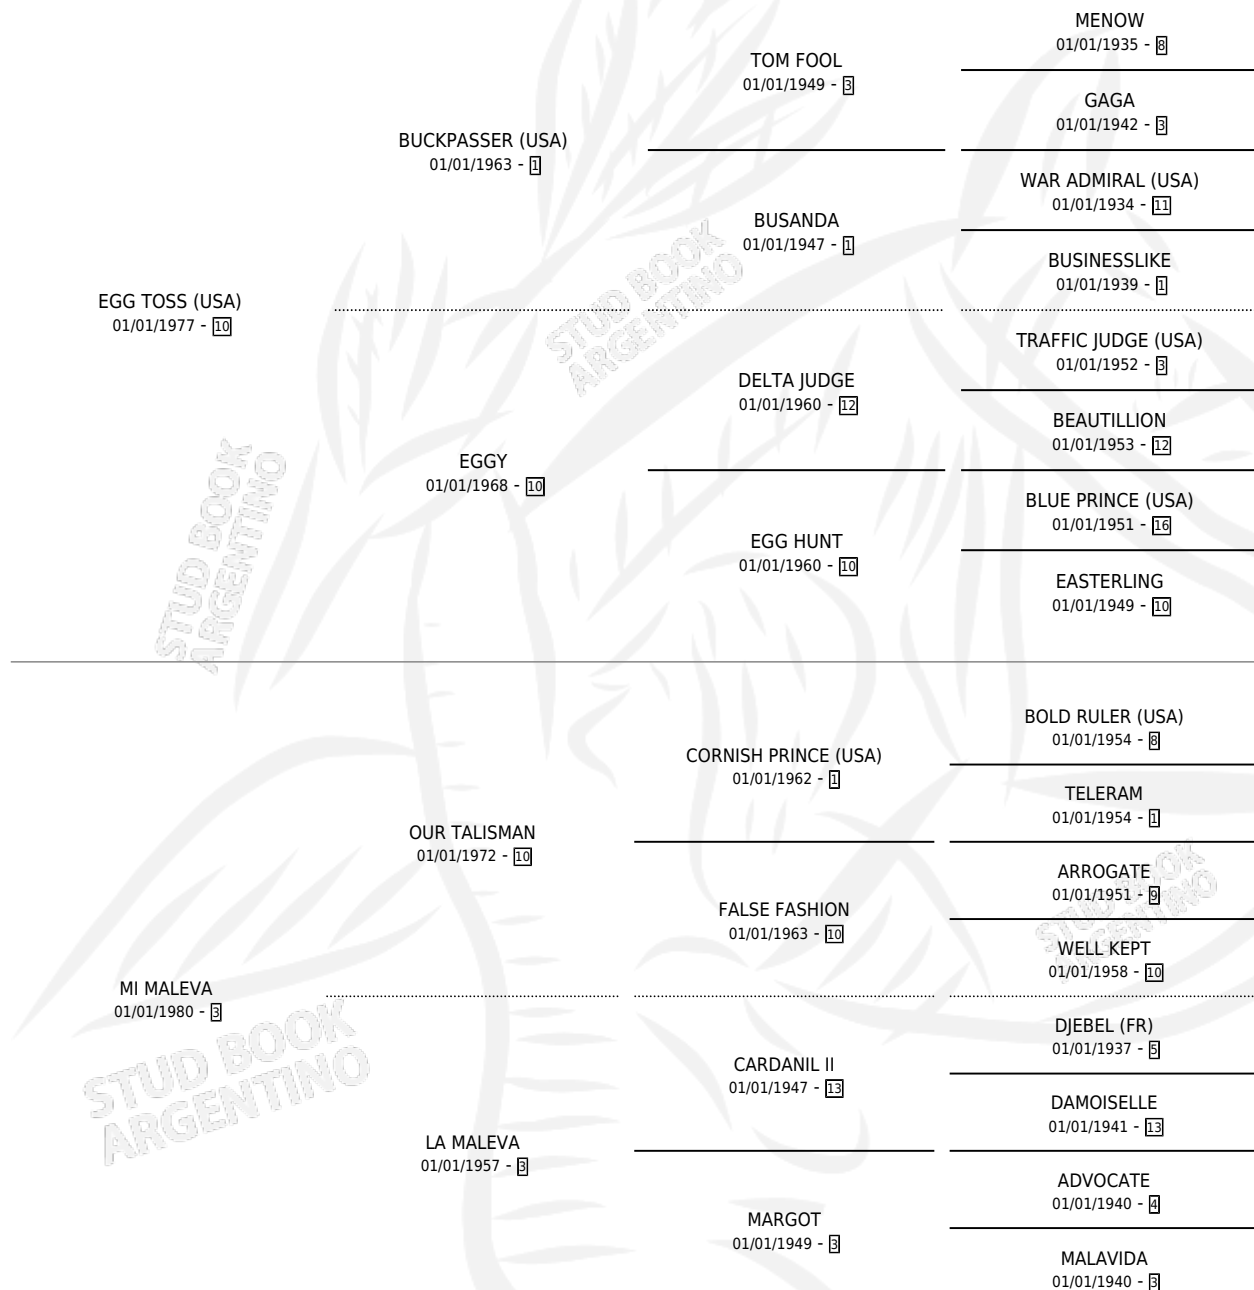 MENOW
01/01/1935 - 8
TOM FOOL
01/01/1949 - 3
GAGA
01/01/1942 - 3
BUCKPASSER (USA)
01/01/1963 - 1
WAR ADMIRAL (USA)
01/01/1934 - 11
BUSANDA
01/01/1947 - 1
BUSINESSLIKE
01/01/1939 - 1
EGG TOSS (USA)
01/01/1977 - 10
TRAFFIC JUDGE (USA)
01/01/1952 - 3
DELTA JUDGE
01/01/1960 - 12
BEAUTILLION
01/01/1953 - 12
EGGY
01/01/1968 - 10
BLUE PRINCE (USA)
01/01/1951 - 16
EGG HUNT
01/01/1960 - 10
EASTERLING
01/01/1949 - 10
BOLD RULER (USA)
01/01/1954 - 8
CORNISH PRINCE (USA)
01/01/1962 - 1
TELERAM
01/01/1954 - 1
OUR TALISMAN
01/01/1972 - 10
ARROGATE
01/01/1951 - 9
FALSE FASHION
01/01/1963 - 10
WELL KEPT
01/01/1958 - 10
MI MALEVA
01/01/1980 - 3
DJEBEL (FR)
01/01/1937 - 5
CARDANIL II
01/01/1947 - 13
DAMOISELLE
01/01/1941 - 13
LA MALEVA
01/01/1957 - 3
ADVOCATE
01/01/1940 - 4
MARGOT
01/01/1949 - 3
MALAVIDA
01/01/1940 - 3
STUD BOOK
ARGENTINO
STUD BOOK
ARGENTINO
STUD BOOK
ARGENTINO
STUD BOOK
ARGENTINO